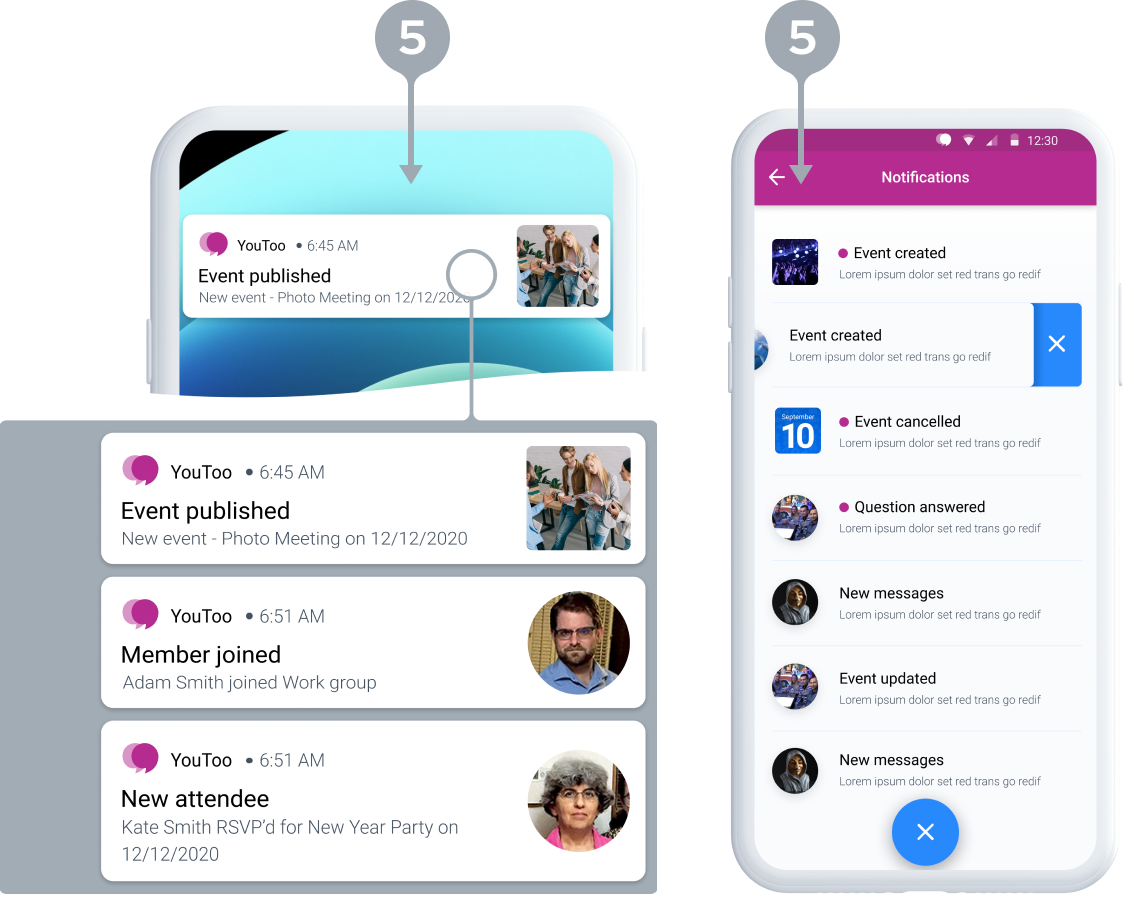 5
YouToo • 6:45 AM
Event published
New event - Photo Meeting on 12/12/2020
YouToo • 6:45 AM
Event published
New event - Photo Meeting on 12/12/2020
YouToo • 6:51 AM
Member joined
Adam Smith joined Work group
YouToo • 6:51 AM
New attendee
Kate Smith RSVP’d for New Year Party on
12/12/2020
5
12:30
Notifications
Event created
Lorem ipsum dolor set red trans go redif
Event created
Lorem ipsum dolor set red trans go redif
September
10
Event cancelled
Lorem ipsum dolor set red trans go redif
Question answered
Lorem ipsum dolor set red trans go redif
New messages
Lorem ipsum dolor set red trans go redif
Event updated
Lorem ipsum dolor set red trans go redif
New messages
Lorem ipsum dolor set red trans go redif